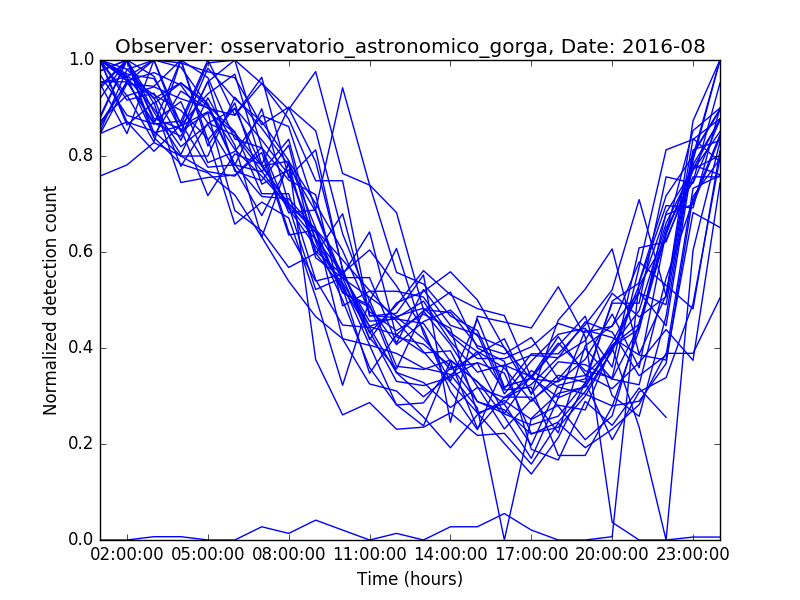 Observer: osservatorio_astronomico_gorga, Date: 2016-08
1.0
0.8
0.6
0.4
0.2
0.0
Normalized detection count
02:00:00 05:00:00 08:00:00 11:00:00 14:00:00 17:00:00 20:00:00 23:00:00
Time (hours)